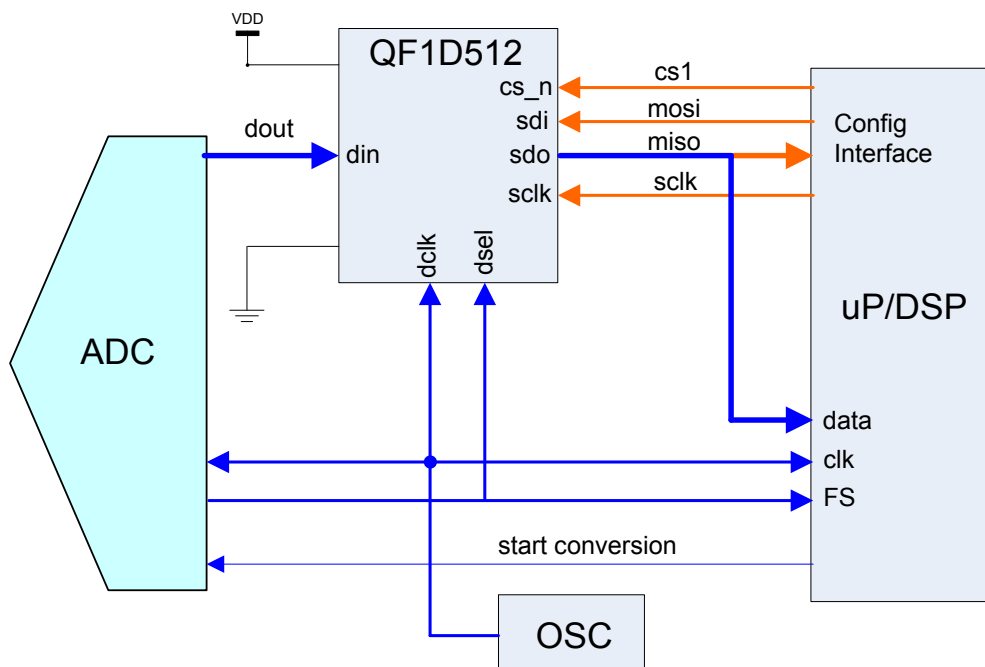 VDD
QF1D512
cs_n
cs1
sdi
mosi
dout
din
sdo
miso
Config
Interface
sclk
sclk
dclk
dsel
ADC
uP/DSP
data
clk
FS
start conversion
OSC